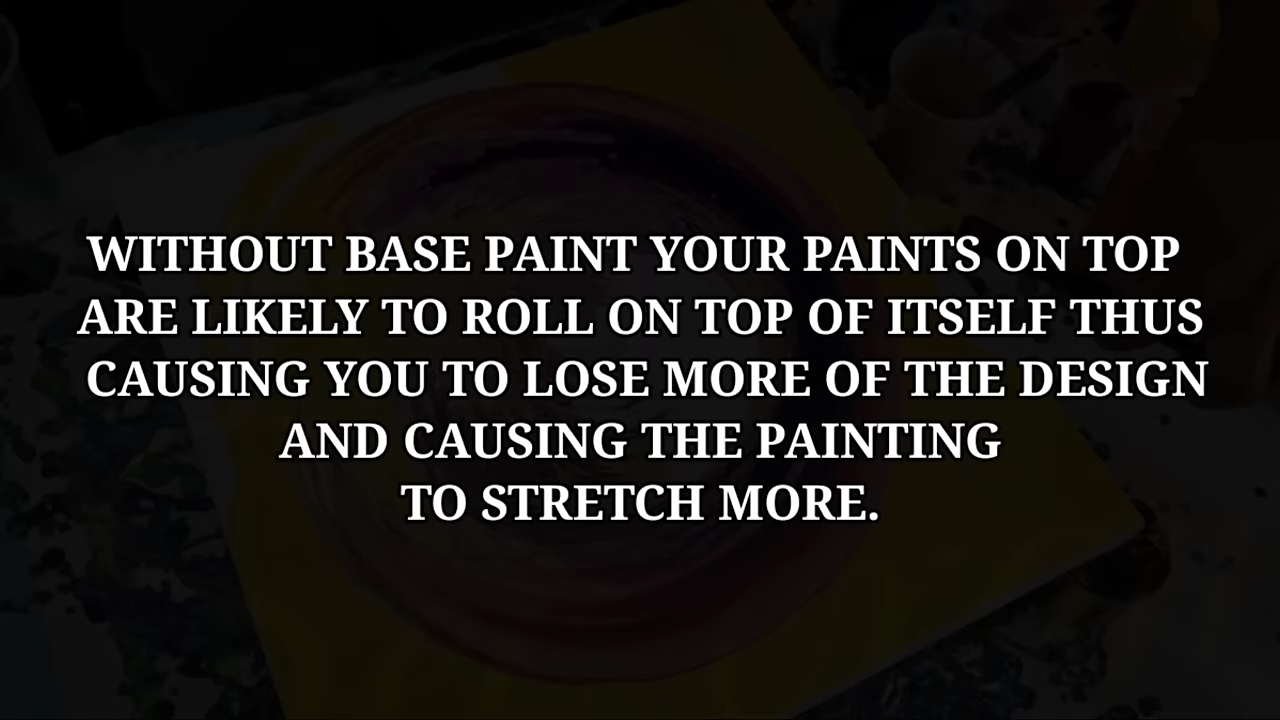 WITHOUT BASE PAINT YOUR PAINTS ON TOP
ARE LIKELY TO ROLL ON TOP OF ITSELF THUS
CAUSING YOU TO LOSE MORE OF THE DESIGN
AND CAUSING THE PAINTING
TO STRETCH MORE.